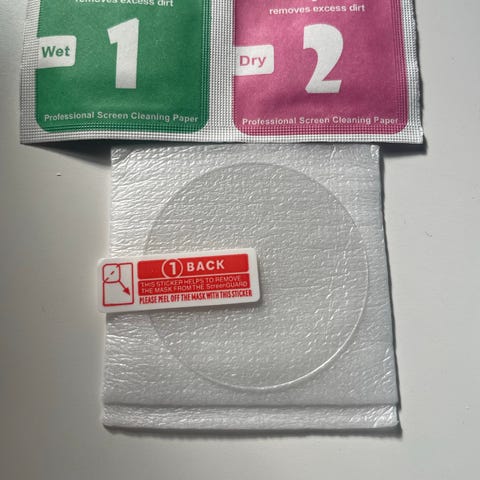 removes excess dirt
Wet
1
Professional Screen Cleaning Paper
removes excess dirt
Dry
2
Professional Screen Cleaning Paper
1 BACK
THIS STICKER HELPS TO REMOVE
THE MASK FROM THE ScreenGUARD
PLEASE PEEL OFF THE MASK WITH THIS STICKER